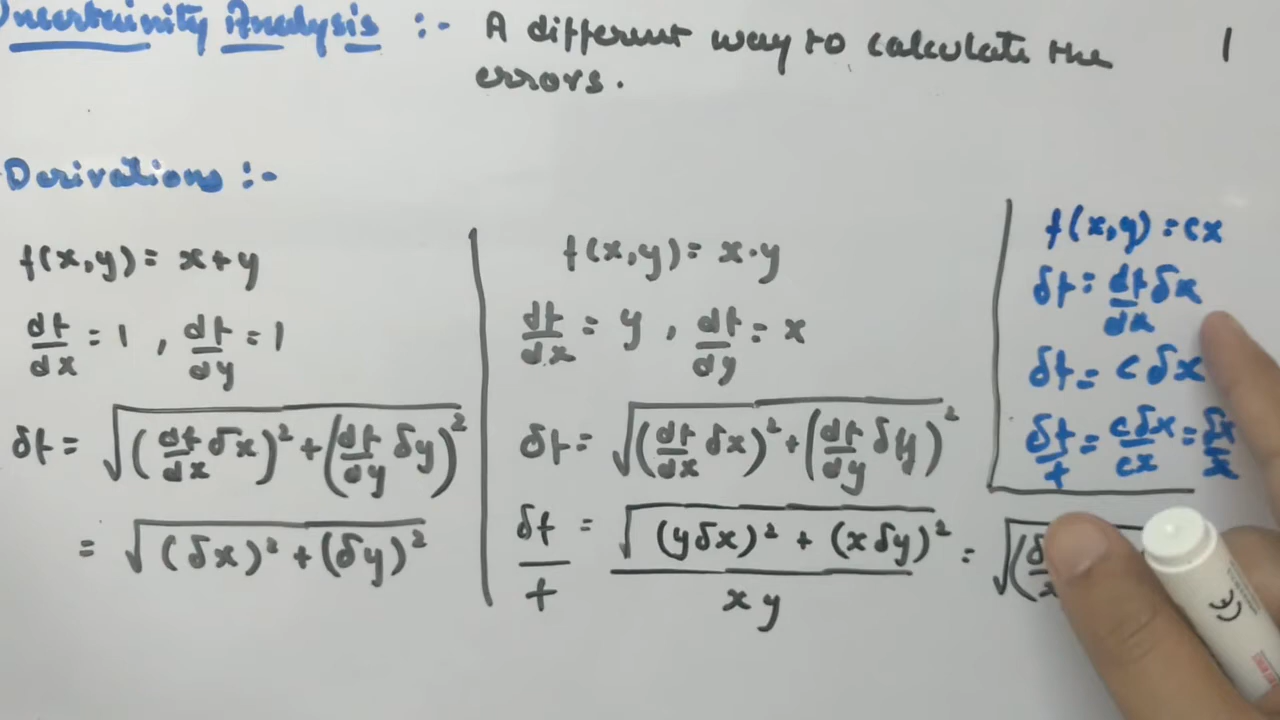 Uncertainity Analysis :- A different way to calculate the errors.
1
Derivations :-
f(x,y) = x+y
df/dx = 1 , df/dy = 1
δf = √((df/dx δx)² + (df/dy δy)²)
= √((δx)² + (δy)²)
f(x,y) = x·y
df/dx = y , df/dy = x
δf = √((df/dx δx)² + (df/dy δy)²)
δf/f = √((yδx)² + (xδy)²) / xy = √((δ
f(x,y) = cx
δf = df/dx δx
δf = c δx
δf/f = cδx/cx = δx/x
CE